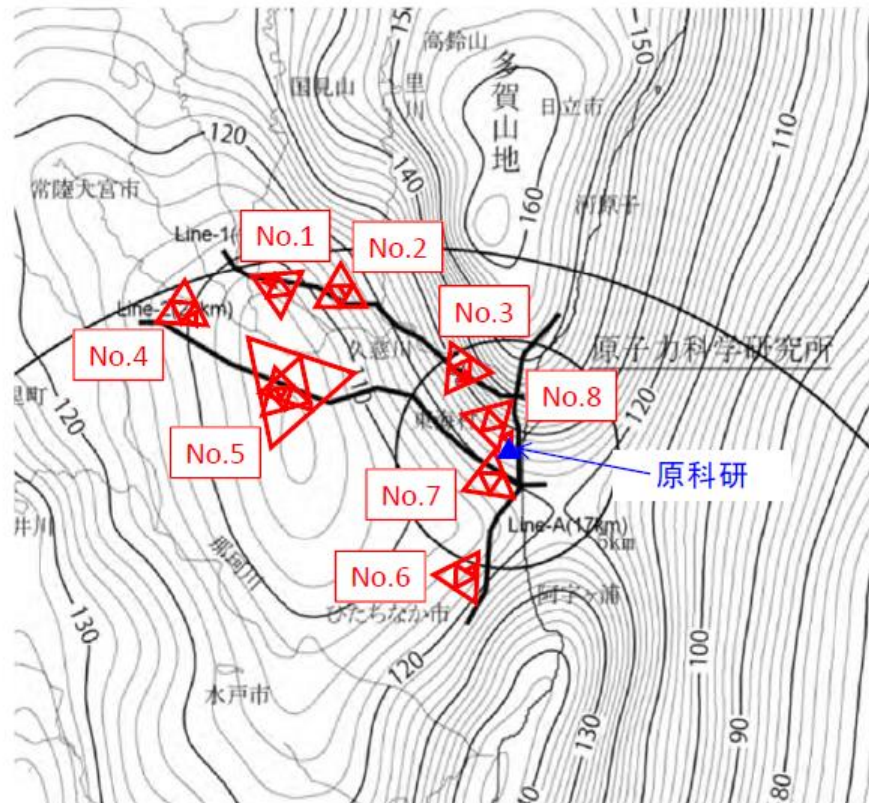 150
高鈴山
150
国見山
里川
多賀山地
日立市
110
120
常陸大宮市
140
160
河原子
Line-1(
No.1
No.2
Line-2(2
km)
No.3
No.4
久慈川
原子力科学研究所
No.8
120
120
No.5
No.7
原科研
Line-A(17km)
5km
井川
那珂川
No.6
阿字ヶ浦
ひたちなか市
130
120
100
水戸市
130
90
80